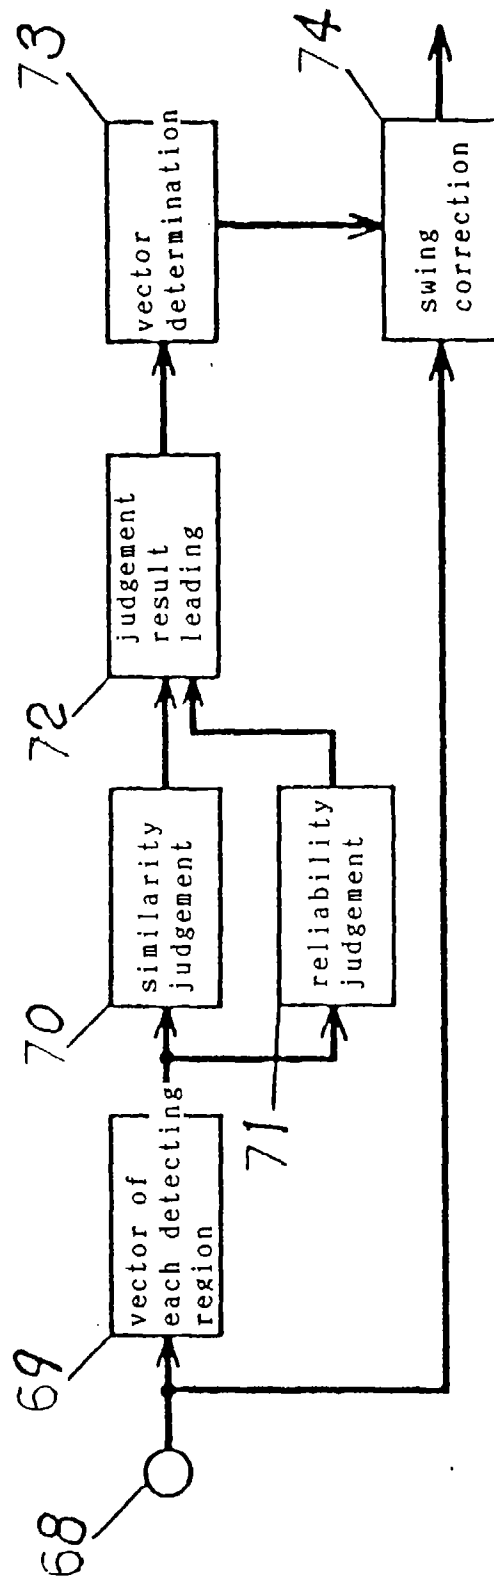 68
69
vector of
each detecting
region
70
similarity
judgement
71
reliability
judgement
72
judgement
result
leading
73
vector
determination
74
swing
correction